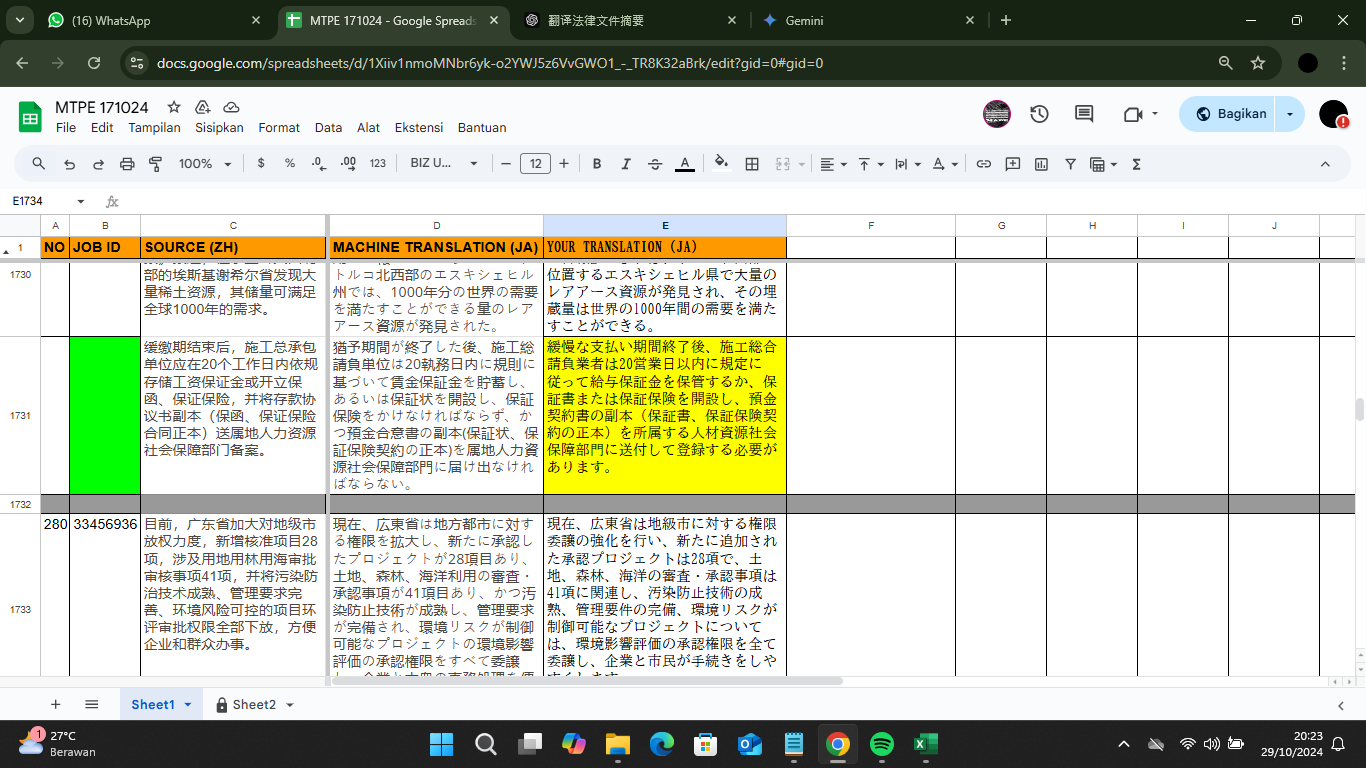 (16) WhatsApp
MTPE 171024 - Google Spreads
翻译法律文件摘要
Gemini
docs.google.com/spreadsheets/d/1Xiiv1nmoMNbr6yk-o2YWJ5z6VvGWO1_-_TR8K32aBrk/edit?gid=0#gid=0
MTPE 171024
File Edit Tampilan Sisipkan Format Data Alat Ekstensi Bantuan
Bagikan
100% $ % .0 .00 123 BIZ U... 12 B I A
E1734 fx
A B C D E F G H I J
1 NO JOB ID SOURCE (ZH) MACHINE TRANSLATION (JA) YOUR TRANSLATION (JA)
1730
部的埃斯基谢希尔省发现大
量稀土资源，其储量可满足
全球1000年的需求。
トルコ北西部のエスキシェヒル
州では、1000年分の世界の需要
を満たすことができる量のレア
アース資源が発見された。
位置するエスキシェヒル県で大量の
レアアース資源が発見され、その埋
蔵量は世界の1000年間の需要を満た
すことができる。
1731
缓缴期结束后，施工总承包
单位应在20个工作日内依规
存储工资保证金或开立保
函、保证保险，并将存款协
议书副本（保函、保证保险
合同正本）送属地人力资源
社会保障部门备案。
猶予期間が終了した後、施工総
請負単位は20執務日内に規則に
基づいて賃金保証金を貯蓄し、
あるいは保証状を開設し、保証
保険をかけなければならず、か
つ預金合意書の副本(保証状、保
証保険契約の正本)を属地人力資
源社会保障部門に届け出なけれ
ばならない。
緩慢な支払い期間終了後、施工総合
請負業者は20営業日以内に規定に
従って給与保証金を保管するか、保
証書または保証保険を開設し、預金
契約書の副本（保証書、保証保険契
約の正本）を所属する人材資源社会
保障部門に送付して登録する必要が
あります。
1732
1733
280 33456936
目前，广东省加大对地级市
放权力度，新增核准项目28
项，涉及用地用林用海审批
审核事项41项，并将污染防
治技术成熟、管理要求完
善、环境风险可控的项目环
评审批权限全部下放，方便
企业和群众办事。
現在、広東省は地方都市に対す
る権限を拡大し、新たに承認し
たプロジェクトが28項目あり、
土地、森林、海洋利用の審査・
承認事項が41項目あり、かつ汚
染防止技術が成熟し、管理要求
が完備され、環境リスクが制御
可能なプロジェクトの環境影響
評価の承認権限をすべて委譲
現在、広東省は地級市に対する権限
委譲の強化を行い、新たに追加され
た承認プロジェクトは28項で、土
地、森林、海洋の審査・承認事項は
41項に関連し、汚染防止技術の成
熟、管理要件の完備、環境リスクが
制御可能なプロジェクトについて
は、環境影響評価の承認権限を全て
委譲し、企業と市民が手続きをしや
Sheet1 Sheet2
1
27°C
Berawan
20:23
29/10/2024